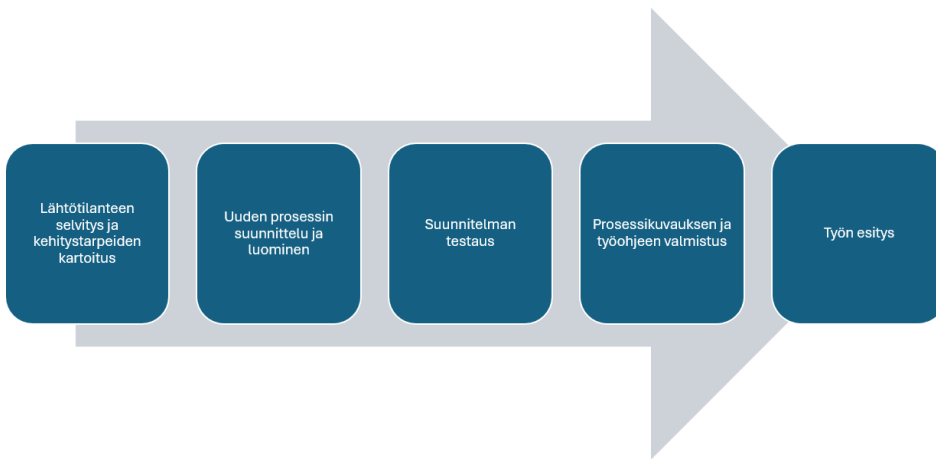 Lähtötilanteen
selvitys ja
kehitystarpeiden
kartoitus
Uuden prosessin
suunnittelu ja
luominen
Suunnitelman
testaus
Prosessikuvauksen ja
työohjeen valmistus
Työn esitys